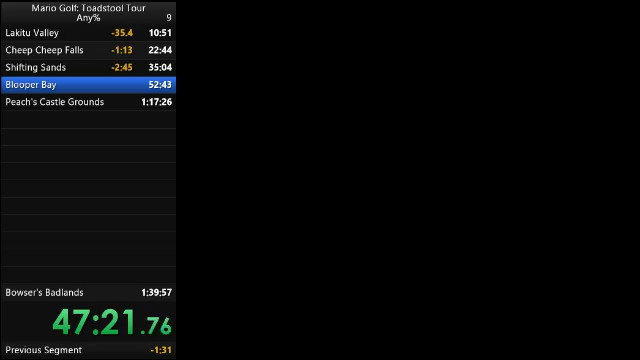 Mario Golf: Toadstool Tour
Any% 9
Lakitu Valley -35.4 10:51
Cheep Cheep Falls -1:13 22:44
Shifting Sands -2:45 35:04
Blooper Bay 52:43
Peach's Castle Grounds 1:17:26
Bowser's Badlands 1:39:57
47:21.76
Previous Segment -1:31